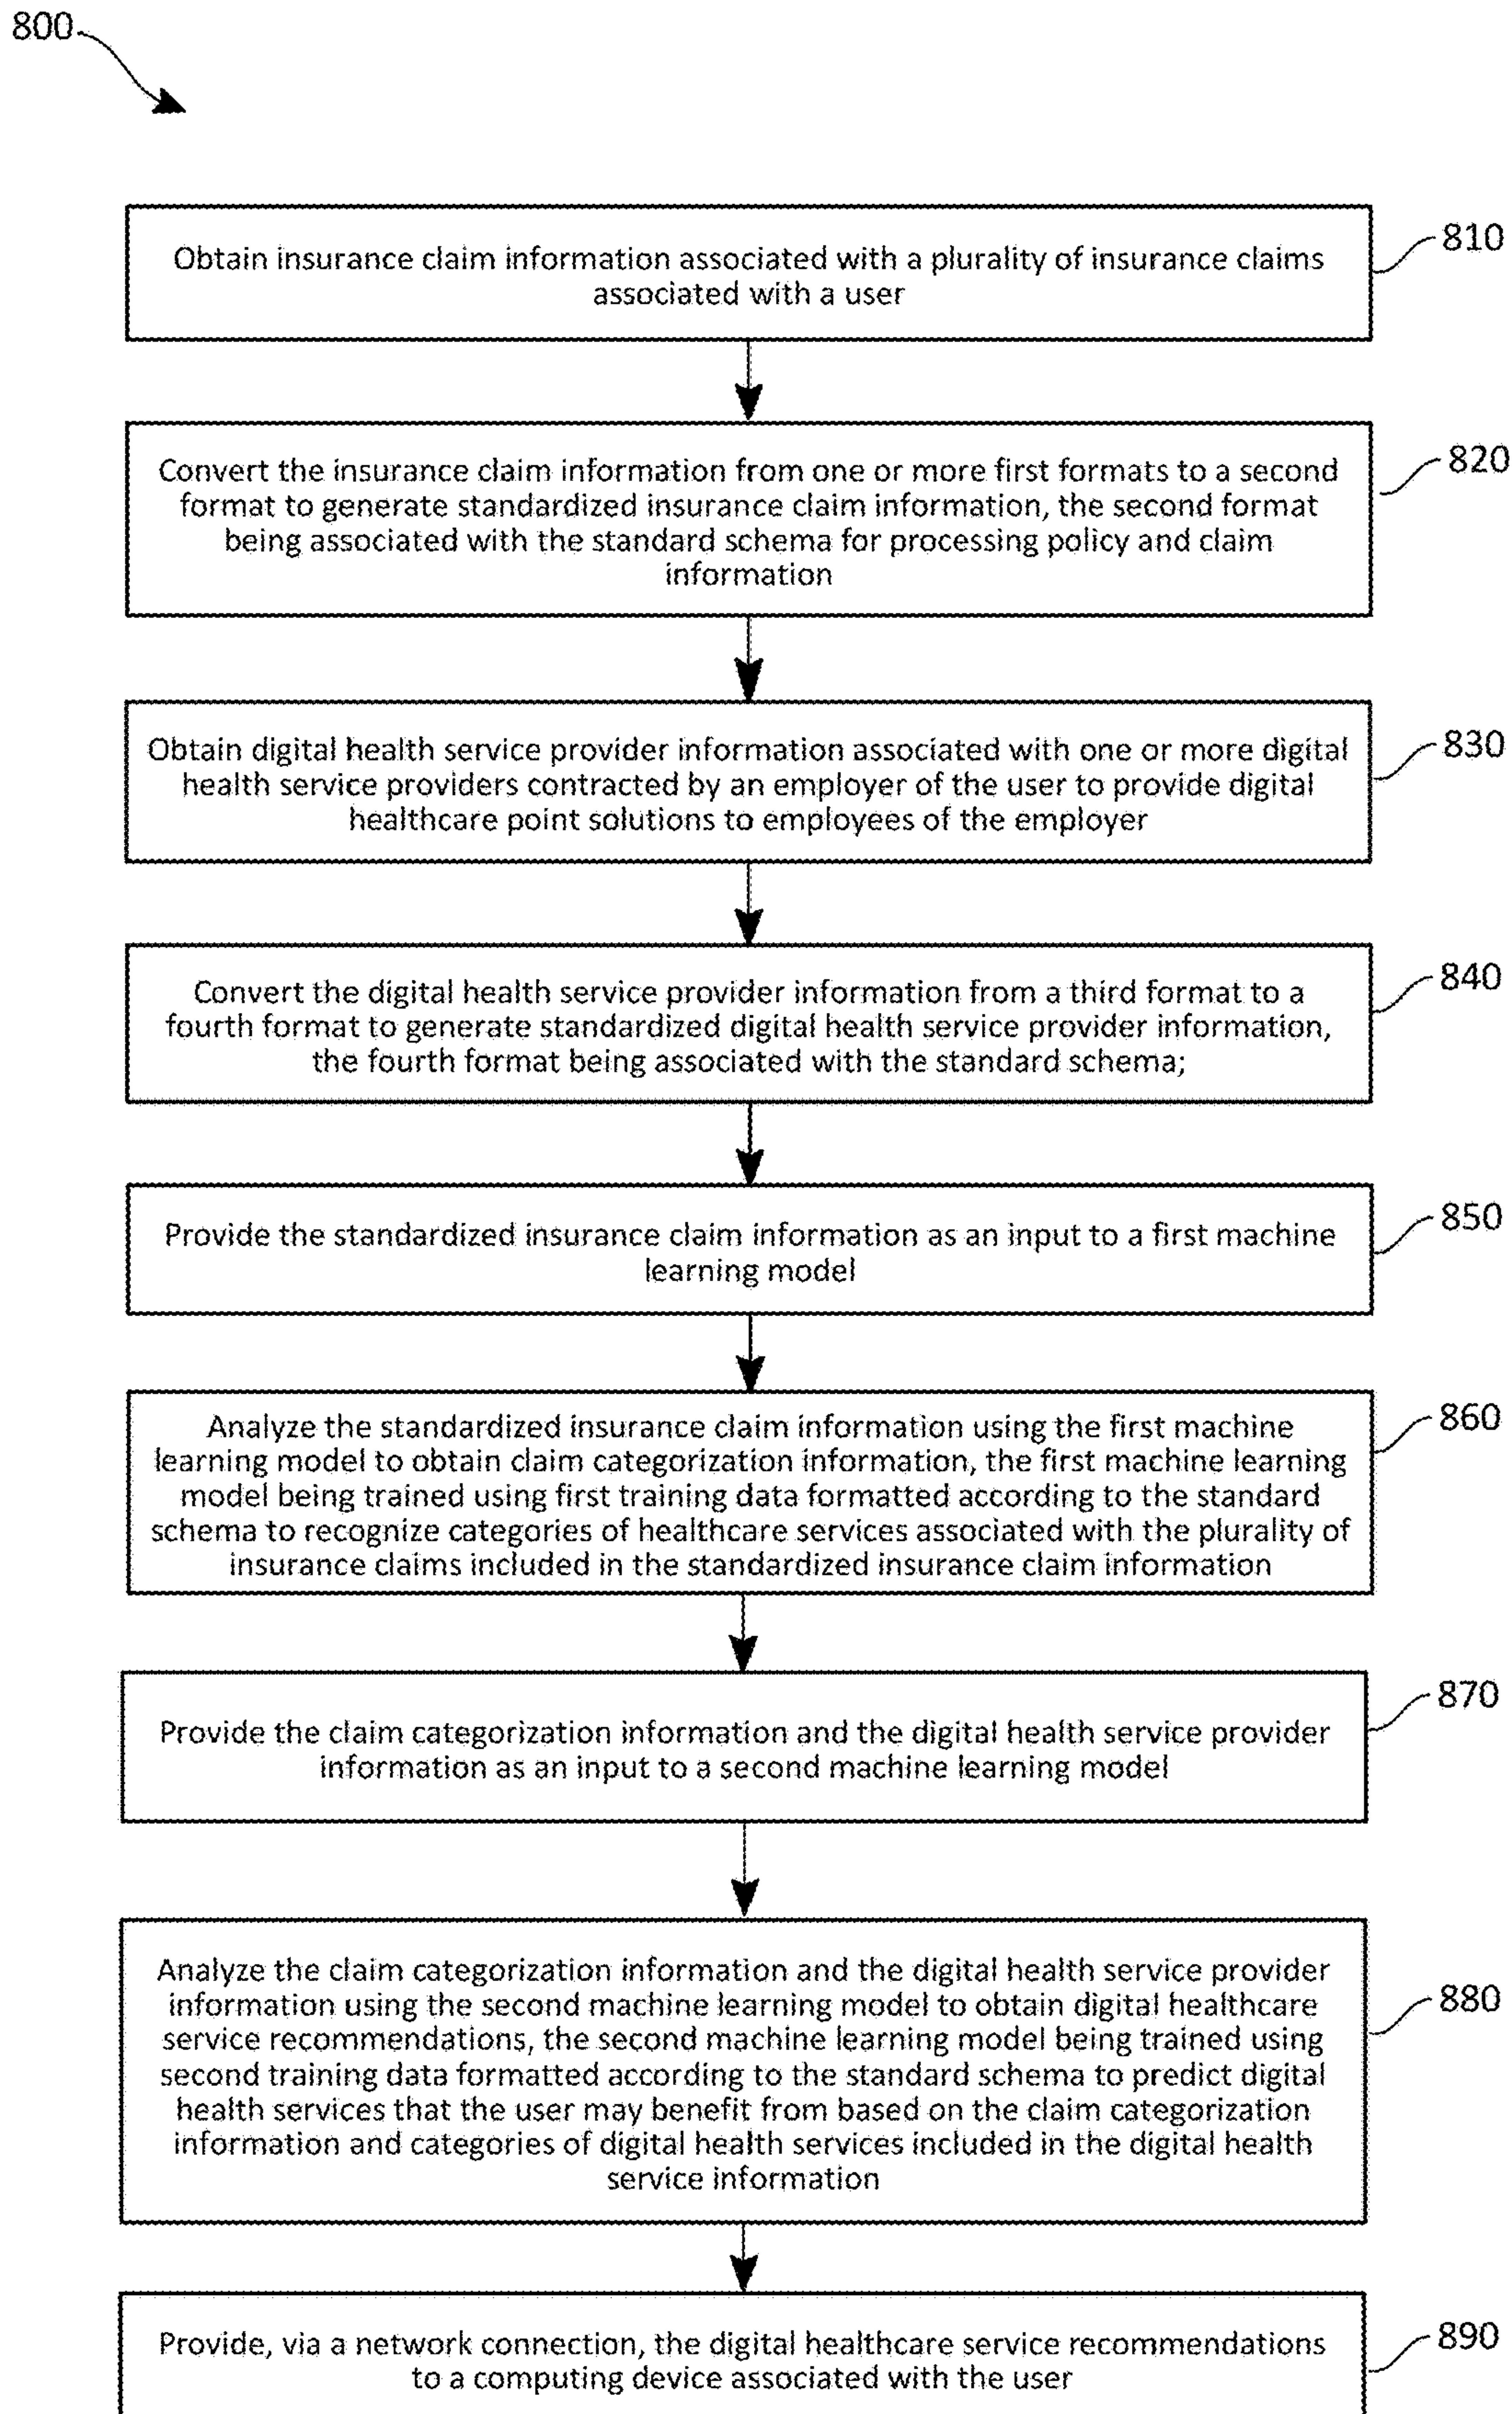 800
Obtain insurance claim information associated with a plurality of insurance claims
associated with a user
810
Convert the insurance claim information from one or more first formats to a second
format to generate standardized insurance claim information, the second format
being associated with the standard schema for processing policy and claim
information
820
Obtain digital health service provider information associated with one or more digital
health service providers contracted by an employer of the user to provide digital
healthcare point solutions to employees of the employer
830
Convert the digital health service provider information from a third format to a
fourth format to generate standardized digital health service provider information,
the fourth format being associated with the standard schema;
840
Provide the standardized insurance claim information as an input to a first machine
learning model
850
Analyze the standardized insurance claim information using the first machine
learning model to obtain claim categorization information, the first machine learning
model being trained using first training data formatted according to the standard
schema to recognize categories of healthcare services associated with the plurality of
insurance claims included in the standardized insurance claim information
860
Provide the claim categorization information and the digital health service provider
information as an input to a second machine learning model
870
Analyze the claim categorization information and the digital health service provider
information using the second machine learning model to obtain digital healthcare
service recommendations, the second machine learning model being trained using
second training data formatted according to the standard schema to predict digital
health services that the user may benefit from based on the claim categorization
information and categories of digital health services included in the digital health
service information
880
Provide, via a network connection, the digital healthcare service recommendations
to a computing device associated with the user
890